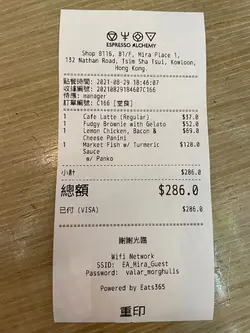 ESPRESSO ALCHEMY
Shop B116, B1/F, Mira Place 1,
132 Nathan Road, Tsim Sha Tsui, Kowloon,
Hong Kong.
點餐時間: 2021-08-29 18:46:07
收據編號: 20210829184607C166
侍應: manager
訂單編號: C166 [堂食]
1 Cafe Latte (Regular) $37.0
1 Fudgy Brownie with Gelato $52.0
1 Lemon Chicken, Bacon & $69.0
Cheese Panini
1 Market Fish w/ Turmeric $128.0
Sauce
w/ Panko
小計 $286.0
總額 $286.0
已付 (VISA) $286.0
謝謝光臨
Wifi Network
SSID: EA_Mira_Guest
Password: valar_morghulis
Powered by Eats365
重印